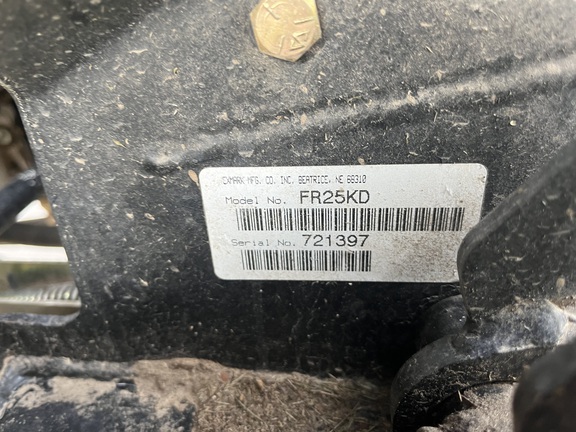 EXMARK MFG. CO. INC. BEATRICE, NE 68310
Model No. FR25KD
Serial No. 721397